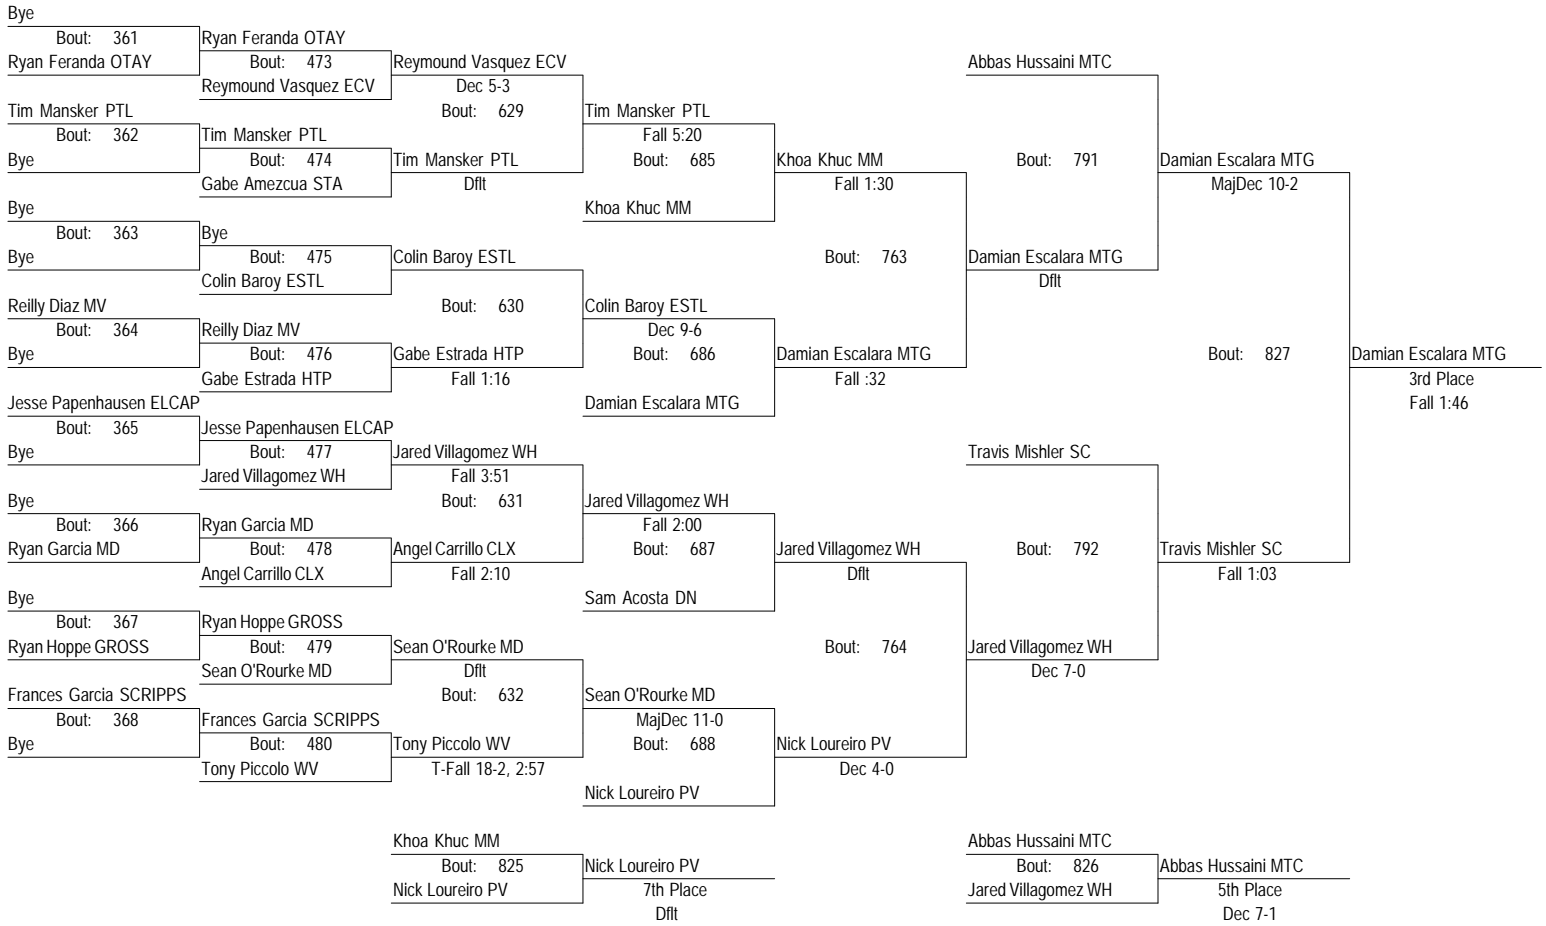 Bye
Bout: 361 Ryan Feranda OTAY
Ryan Feranda OTAY Bout: 473 Reymound Vasquez ECV Abbas Hussaini MTC
Reymound Vasquez ECV Dec 5-3
Tim Mansker PTL Bout: 629 Tim Mansker PTL
Bout: 362 Tim Mansker PTL Fall 5:20
Bye Bout: 474 Tim Mansker PTL Bout: 685 Khoa Khuc MM Bout: 791 Damian Escalara MTG
Gabe Amezcua STA Dflt Fall 1:30 MajDec 10-2
Bye Khoa Khuc MM
Bout: 363 Bye
Bye Bout: 475 Colin Baroy ESTL Bout: 763 Damian Escalara MTG
Colin Baroy ESTL Dflt
Reilly Diaz MV Bout: 630 Colin Baroy ESTL
Bout: 364 Reilly Diaz MV Dec 9-6
Bye Bout: 476 Gabe Estrada HTP Bout: 686 Damian Escalara MTG Bout: 827 Damian Escalara MTG
Gabe Estrada HTP Fall 1:16 Fall :32 3rd Place
Jesse Papenhausen ELCAP Damian Escalara MTG Fall 1:46
Bout: 365 Jesse Papenhausen ELCAP
Bye Bout: 477 Jared Villagomez WH Travis Mishler SC
Jared Villagomez WH Fall 3:51
Bye Bout: 631 Jared Villagomez WH
Bout: 366 Ryan Garcia MD Fall 2:00
Ryan Garcia MD Bout: 478 Angel Carrillo CLX Bout: 687 Jared Villagomez WH Bout: 792 Travis Mishler SC
Angel Carrillo CLX Fall 2:10 Dflt Fall 1:03
Bye Sam Acosta DN
Bout: 367 Ryan Hoppe GROSS
Ryan Hoppe GROSS Bout: 479 Sean O'Rourke MD Bout: 764 Jared Villagomez WH
Sean O'Rourke MD Dflt Dec 7-0
Frances Garcia SCRIPPS Bout: 632 Sean O'Rourke MD
Bout: 368 Frances Garcia SCRIPPS MajDec 11-0
Bye Bout: 480 Tony Piccolo WV Bout: 688 Nick Loureiro PV
Tony Piccolo WV T-Fall 18-2, 2:57 Dec 4-0
Nick Loureiro PV
Khoa Khuc MM Abbas Hussaini MTC
Bout: 825 Nick Loureiro PV Bout: 826 Abbas Hussaini MTC
Nick Loureiro PV 7th Place Jared Villagomez WH 5th Place
Dflt Dec 7-1